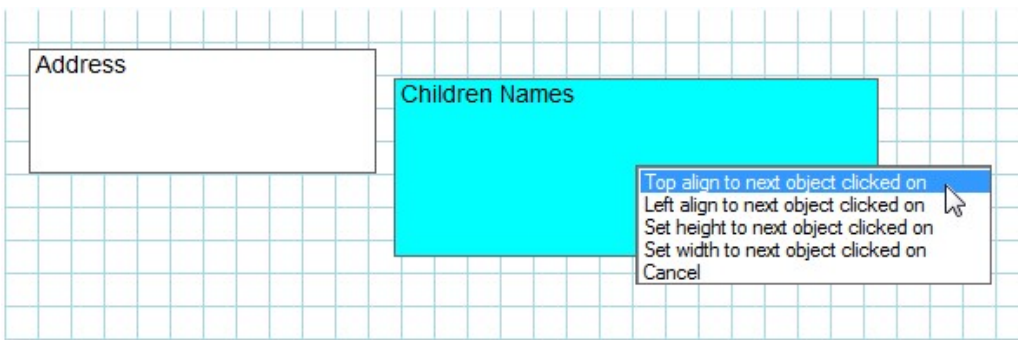 Address
Children Names
Top align to next object clicked on
Left align to next object clicked on
Set height to next object clicked on
Set width to next object clicked on
Cancel